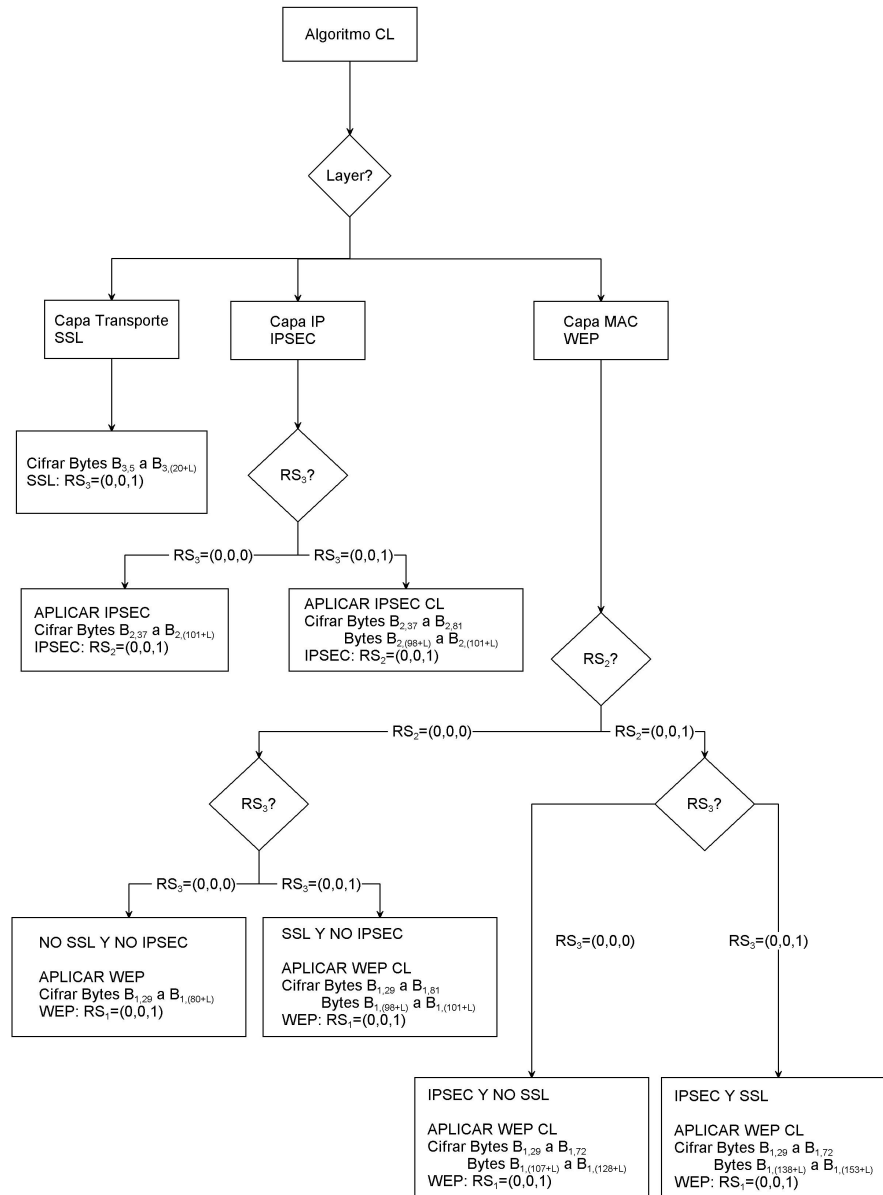 Algoritmo CL
Layer?
Capa Transporte
SSL
Capa IP
IPSEC
Capa MAC
WEP
Cifrar Bytes B3,5 a B3,(20+L)
SSL: RS3=(0,0,1)
RS3?
RS3=(0,0,0)
RS3=(0,0,1)
APLICAR IPSEC
Cifrar Bytes B2,37 a B2,(101+L)
IPSEC: RS2=(0,0,1)
APLICAR IPSEC CL
Cifrar Bytes B2,37 a B2,81
Bytes B2,(98+L) a B2,(101+L)
IPSEC: RS2=(0,0,1)
RS2?
RS2=(0,0,0)
RS2=(0,0,1)
RS3?
RS3?
RS3=(0,0,0)
RS3=(0,0,1)
NO SSL Y NO IPSEC
APLICAR WEP
Cifrar Bytes B1,29 a B1,(80+L)
WEP: RS1=(0,0,1)
SSL Y NO IPSEC
APLICAR WEP CL
Cifrar Bytes B1,29 a B1,81
Bytes B1,(98+L) a B1,(101+L)
WEP: RS1=(0,0,1)
RS3=(0,0,0)
RS3=(0,0,1)
IPSEC Y NO SSL
APLICAR WEP CL
Cifrar Bytes B1,29 a B1,72
Bytes B1,(107+L) a B1,(128+L)
WEP: RS1=(0,0,1)
IPSEC Y SSL
APLICAR WEP CL
Cifrar Bytes B1,29 a B1,72
Bytes B1,(138+L) a B1,(153+L)
WEP: RS1=(0,0,1)